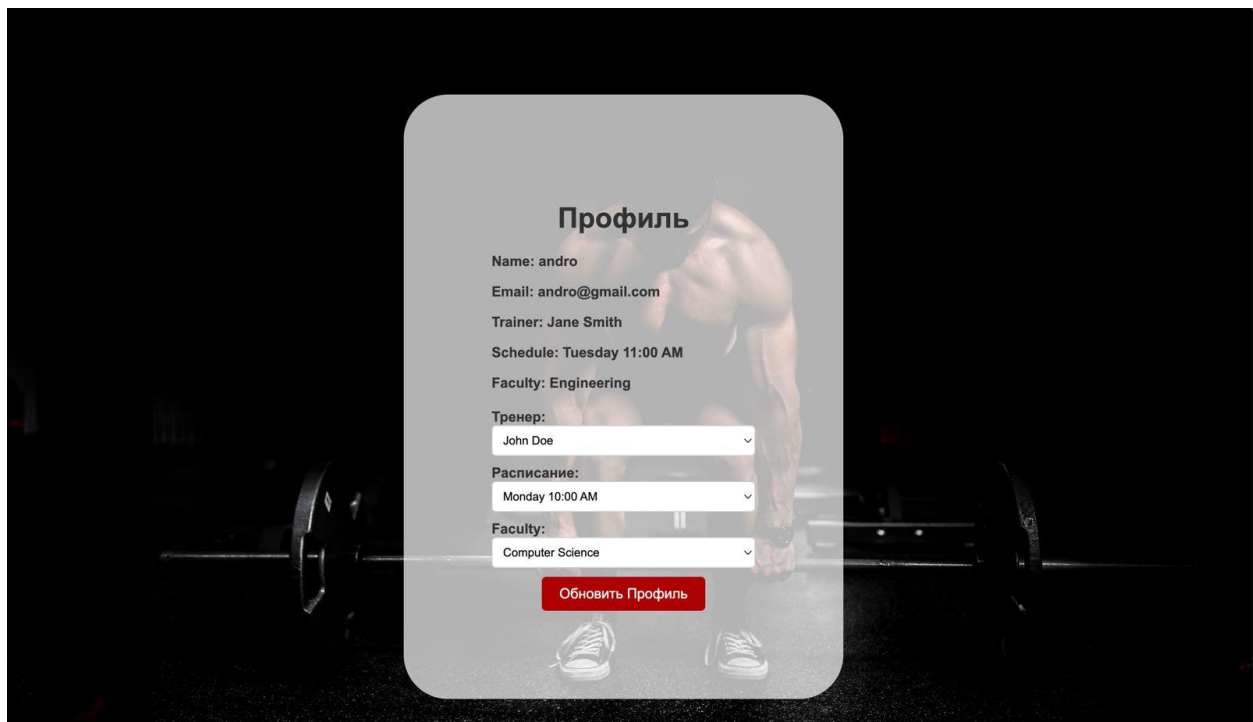 Профиль
Name: andro
Email: andro@gmail.com
Trainer: Jane Smith
Schedule: Tuesday 11:00 AM
Faculty: Engineering
Тренер:
John Doe
Расписание:
Monday 10:00 AM
Faculty:
Computer Science
Обновить Профиль